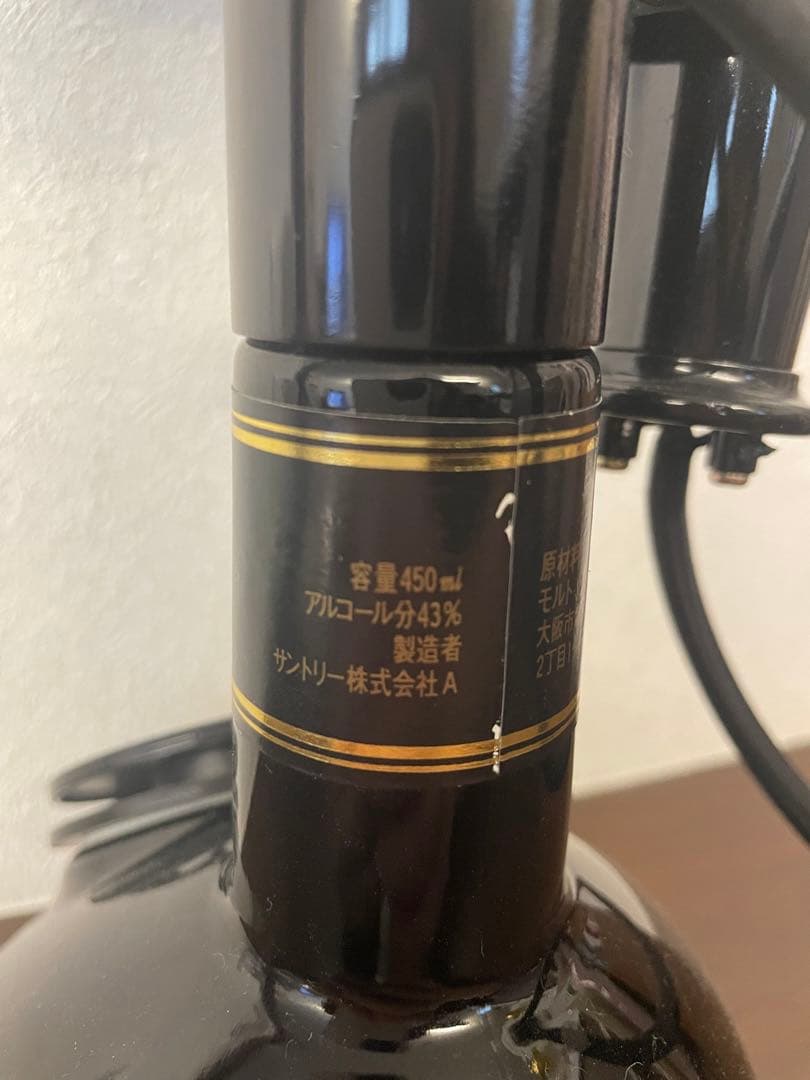 容量450ml
アルコール分43%
製造者
サントリー株式会社A
原材料
モルト
大阪市
2丁目1